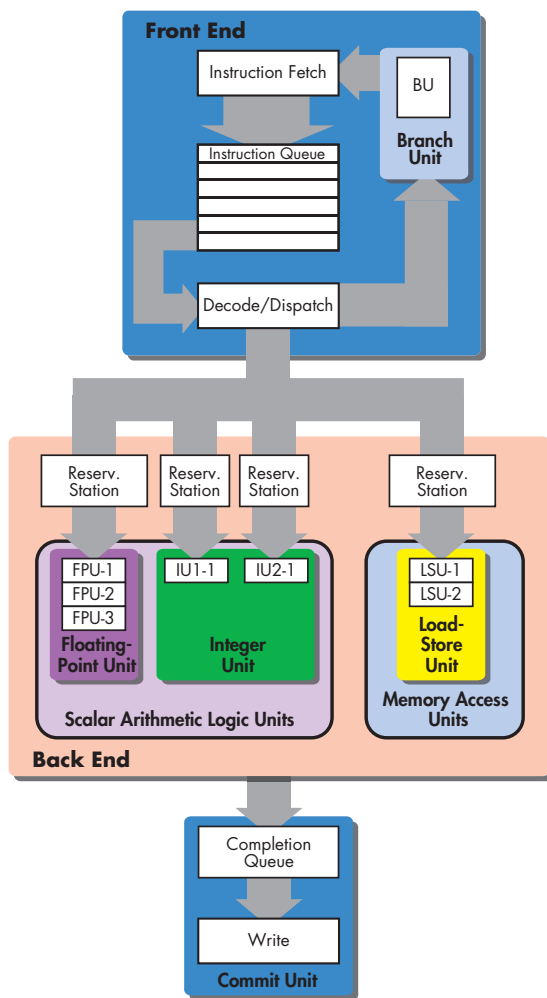 Front End
Instruction Fetch
BU
Branch
Unit
Instruction Queue
Decode/Dispatch
Reserv.
Station
Reserv.
Station
Reserv.
Station
Reserv.
Station
FPU-1
FPU-2
FPU-3
Floating-
Point Unit
IU1-1
IU2-1
Integer
Unit
Scalar Arithmetic Logic Units
LSU-1
LSU-2
Load-
Store
Unit
Memory Access
Units
Back End
Completion
Queue
Write
Commit Unit